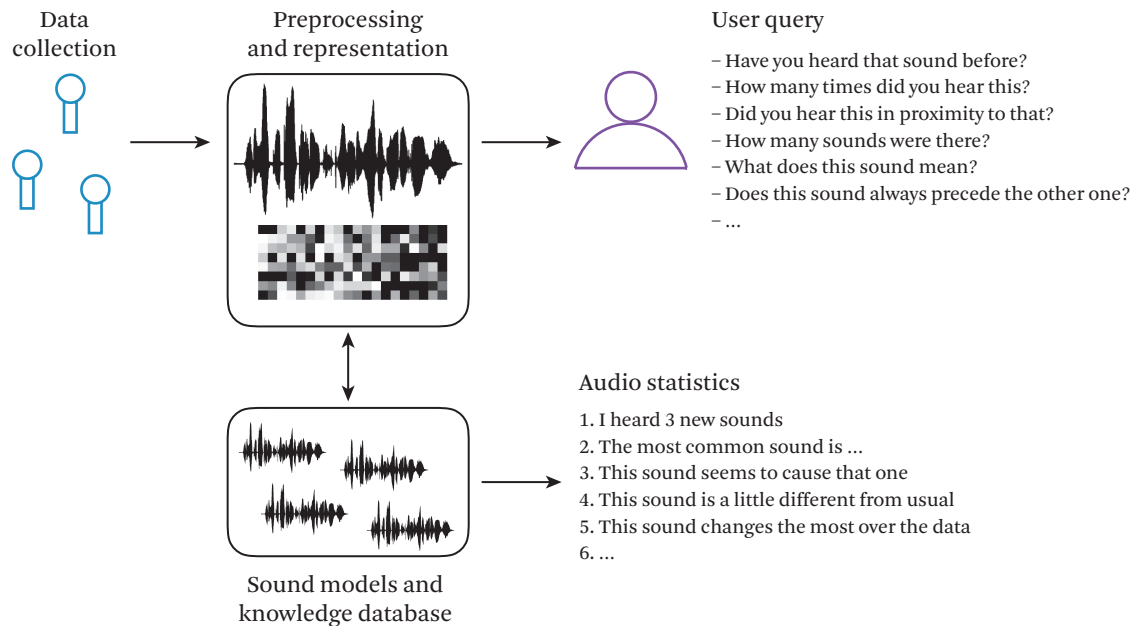 Data
collection
Preprocessing
and representation
User query
– Have you heard that sound before?
– How many times did you hear this?
– Did you hear this in proximity to that?
– How many sounds were there?
– What does this sound mean?
– Does this sound always precede the other one?
– ...
Audio statistics
1. I heard 3 new sounds
2. The most common sound is ...
3. This sound seems to cause that one
4. This sound is a little different from usual
5. This sound changes the most over the data
6. ...
Sound models and
knowledge database